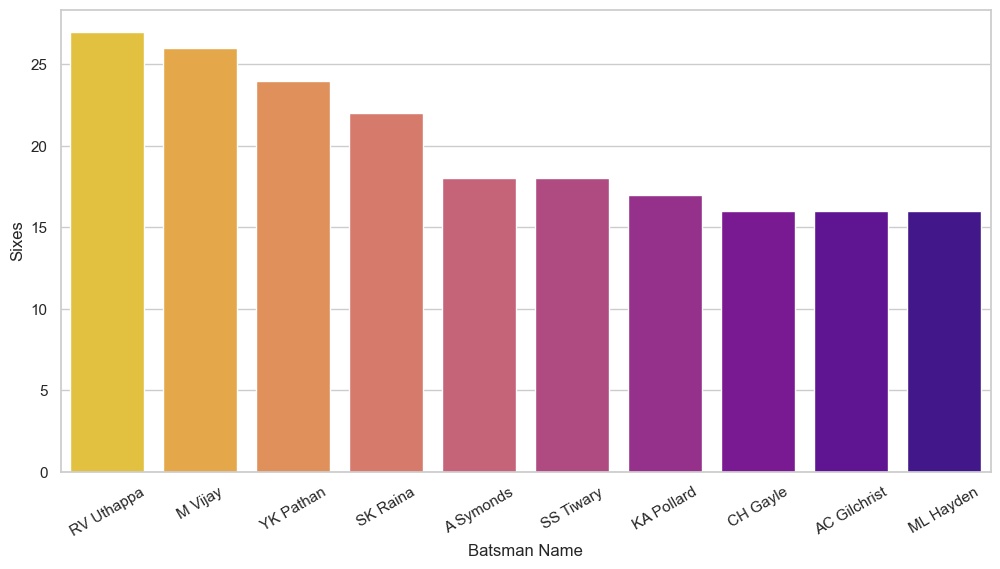 25
20
15
10
5
0
Sixes
RV Uthappa
M Vijay
YK Pathan
SK Raina
A Symonds
SS Tiwary
KA Pollard
CH Gayle
AC Gilchrist
ML Hayden
Batsman Name